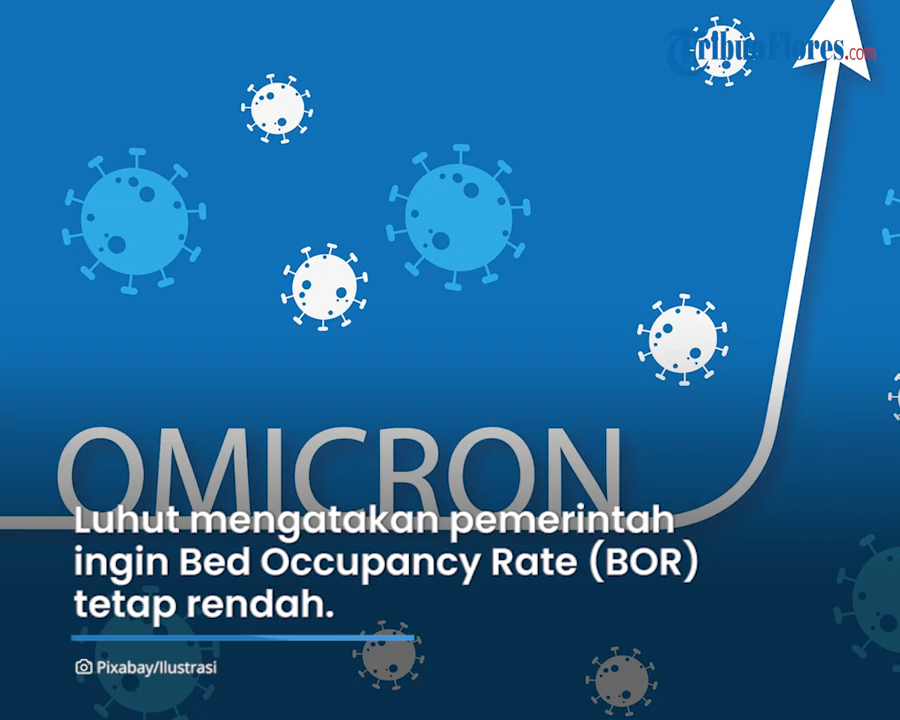 TribunFlores.com
OMICRON
Luhut mengatakan pemerintah
ingin Bed Occupancy Rate (BOR)
tetap rendah.
Pixabay/Ilustrasi